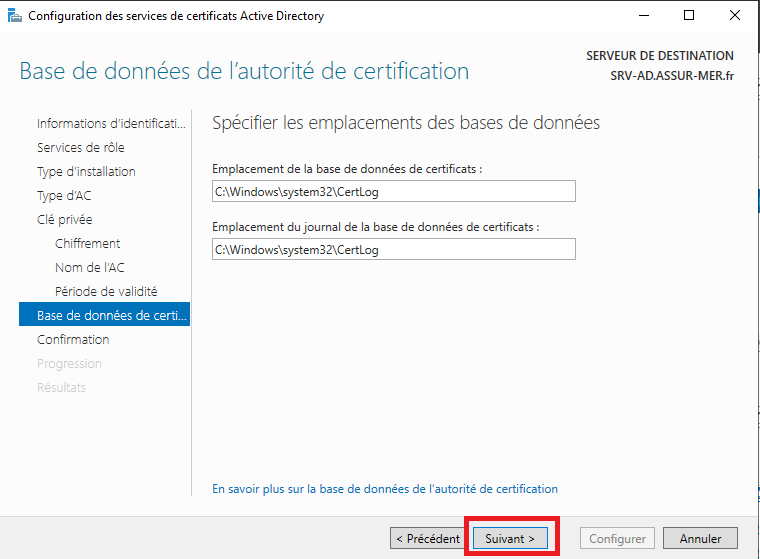 Configuration des services de certificats Active Directory
Base de données de l'autorité de certification
SERVEUR DE DESTINATION
SRV-AD.ASSUR-MER.fr
Informations d'identificati...
Services de rôle
Type d'installation
Type d'AC
Clé privée
Chiffrement
Nom de l'AC
Période de validité
Base de données de certi...
Confirmation
Progression
Résultats
Spécifier les emplacements des bases de données
Emplacement de la base de données de certificats :
C:\Windows\system32\CertLog
Emplacement du journal de la base de données de certificats :
C:\Windows\system32\CertLog
En savoir plus sur la base de données de l'autorité de certification
< Précédent
Suivant >
Configurer
Annuler